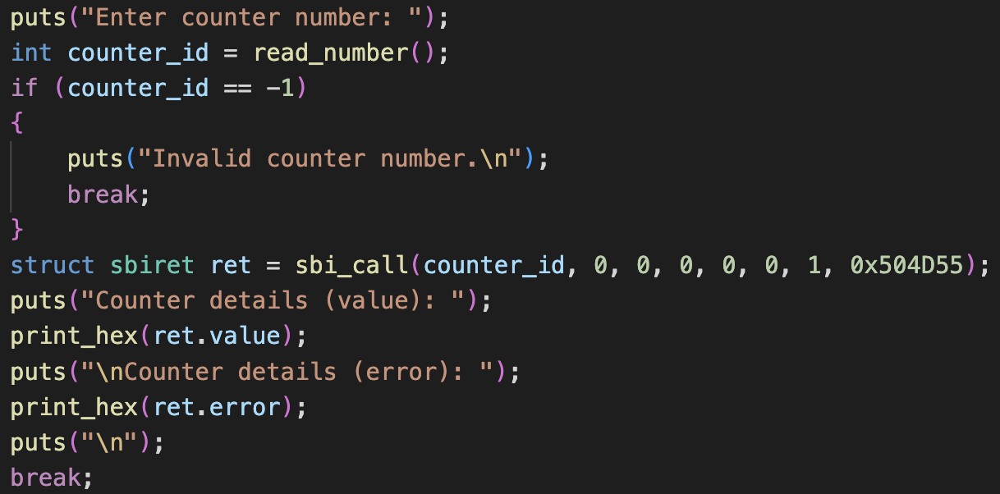 puts("Enter counter number: ");
int counter_id = read_number();
if (counter_id == -1)
{
    puts("Invalid counter number.\n");
    break;
}
struct sbiret ret = sbi_call(counter_id, 0, 0, 0, 0, 0, 1, 0x504D55);
puts("Counter details (value): ");
print_hex(ret.value);
puts("\nCounter details (error): ");
print_hex(ret.error);
puts("\n");
break;